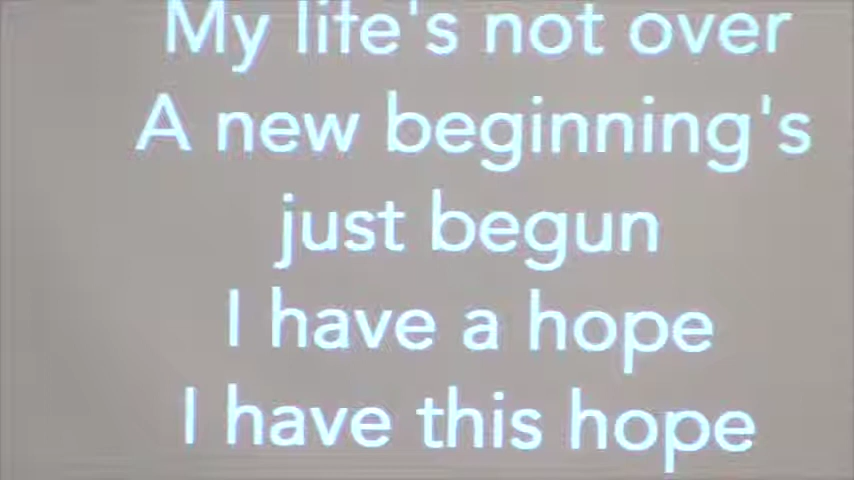 My life's not over
A new beginning's
just begun
I have a hope
I have this hope